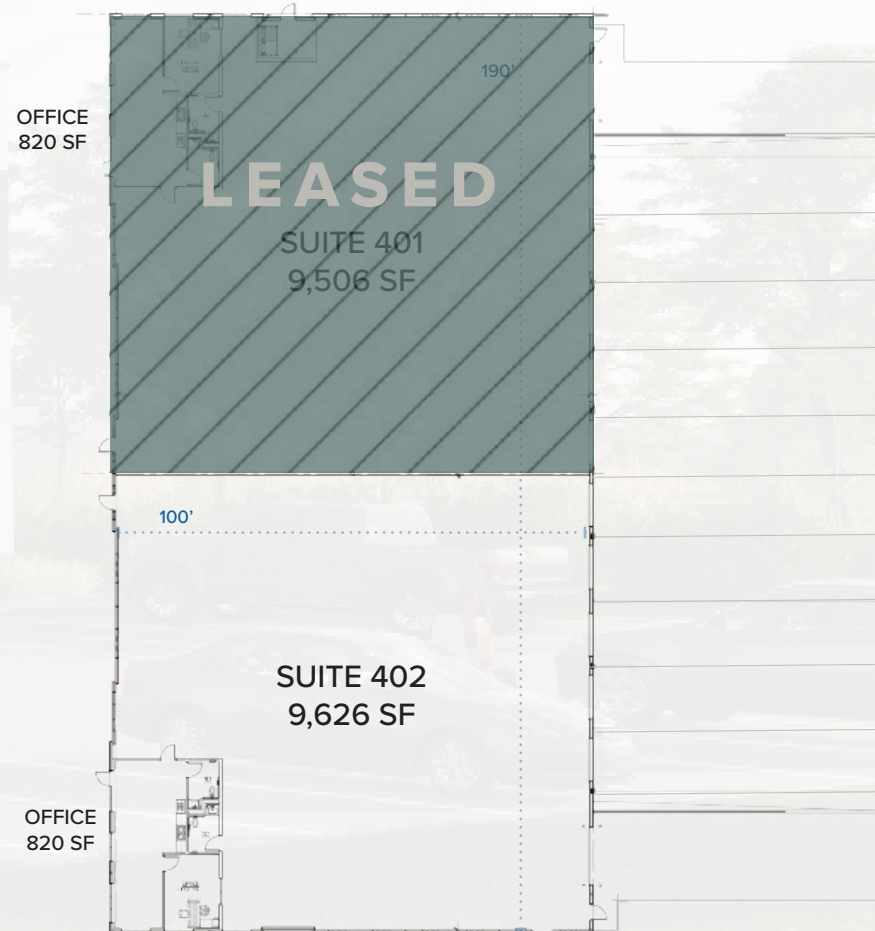 190'
OFFICE
820 SF
LEASED
SUITE 401
9,506 SF
100’
SUITE 402
9,626 SF
OFFICE
820 SF